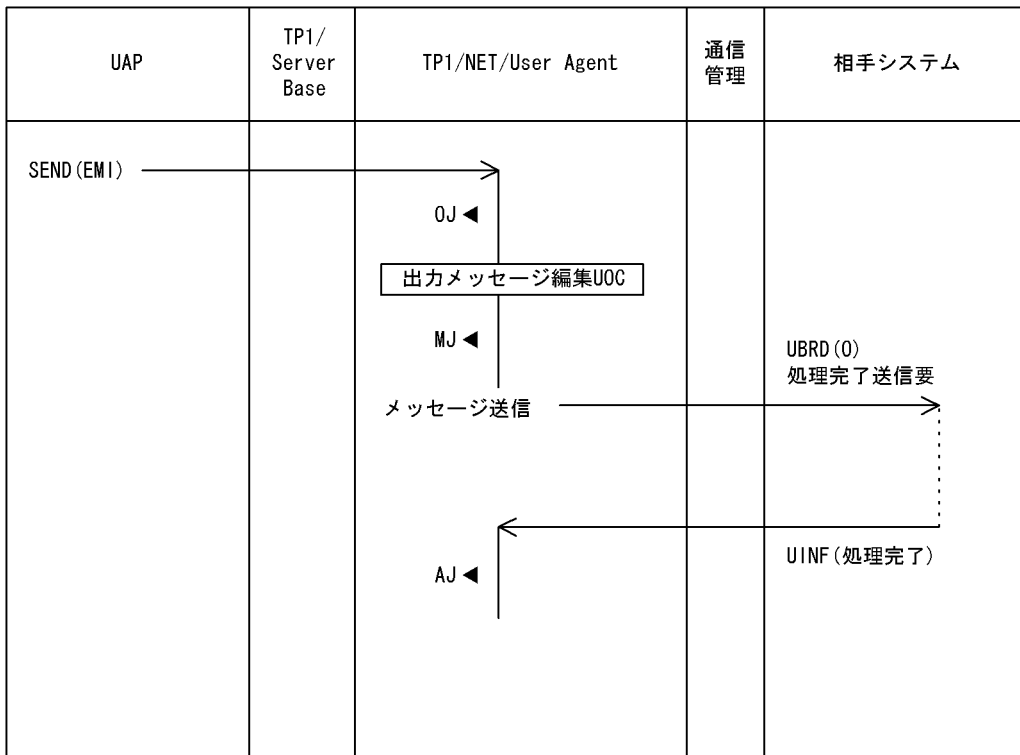 UAP
TP1/
Server
Base
TP1/NET/User Agent
通信
管理
相手システム
SEND(EMI)
OJ
出力メッセージ編集UOC
MJ
UBRD(O)
処理完了送信要
メッセージ送信
UINF(処理完了)
AJ